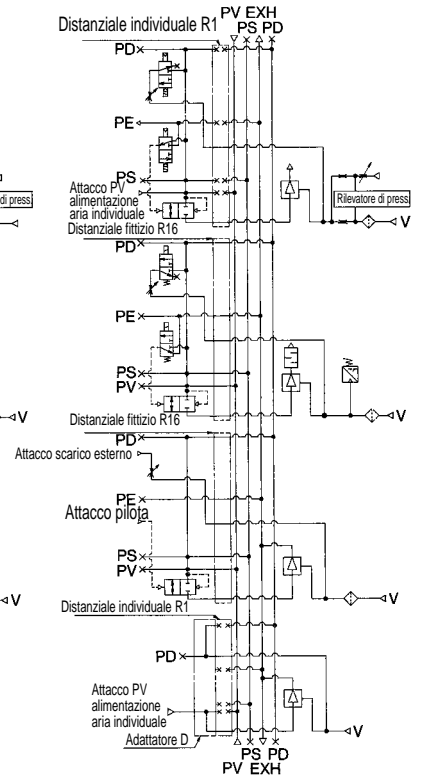 PV EXH
Distanziale individuale R1
PS PD
PD
PE
PS
Attacco PV
alimentazione
aria individuale
di press.
Rilevatore di press.
V
Distanziale fittizio R16
PD
PE
PS
PV
V
V
Distanziale fittizio R16
PD
Attacco scarico esterno
PE
Attacco pilota
PS
PV
V
V
Distanziale individuale R1
PD
Attacco PV
alimentazione
aria individuale
V
Adattatore D
PS PD
PV EXH